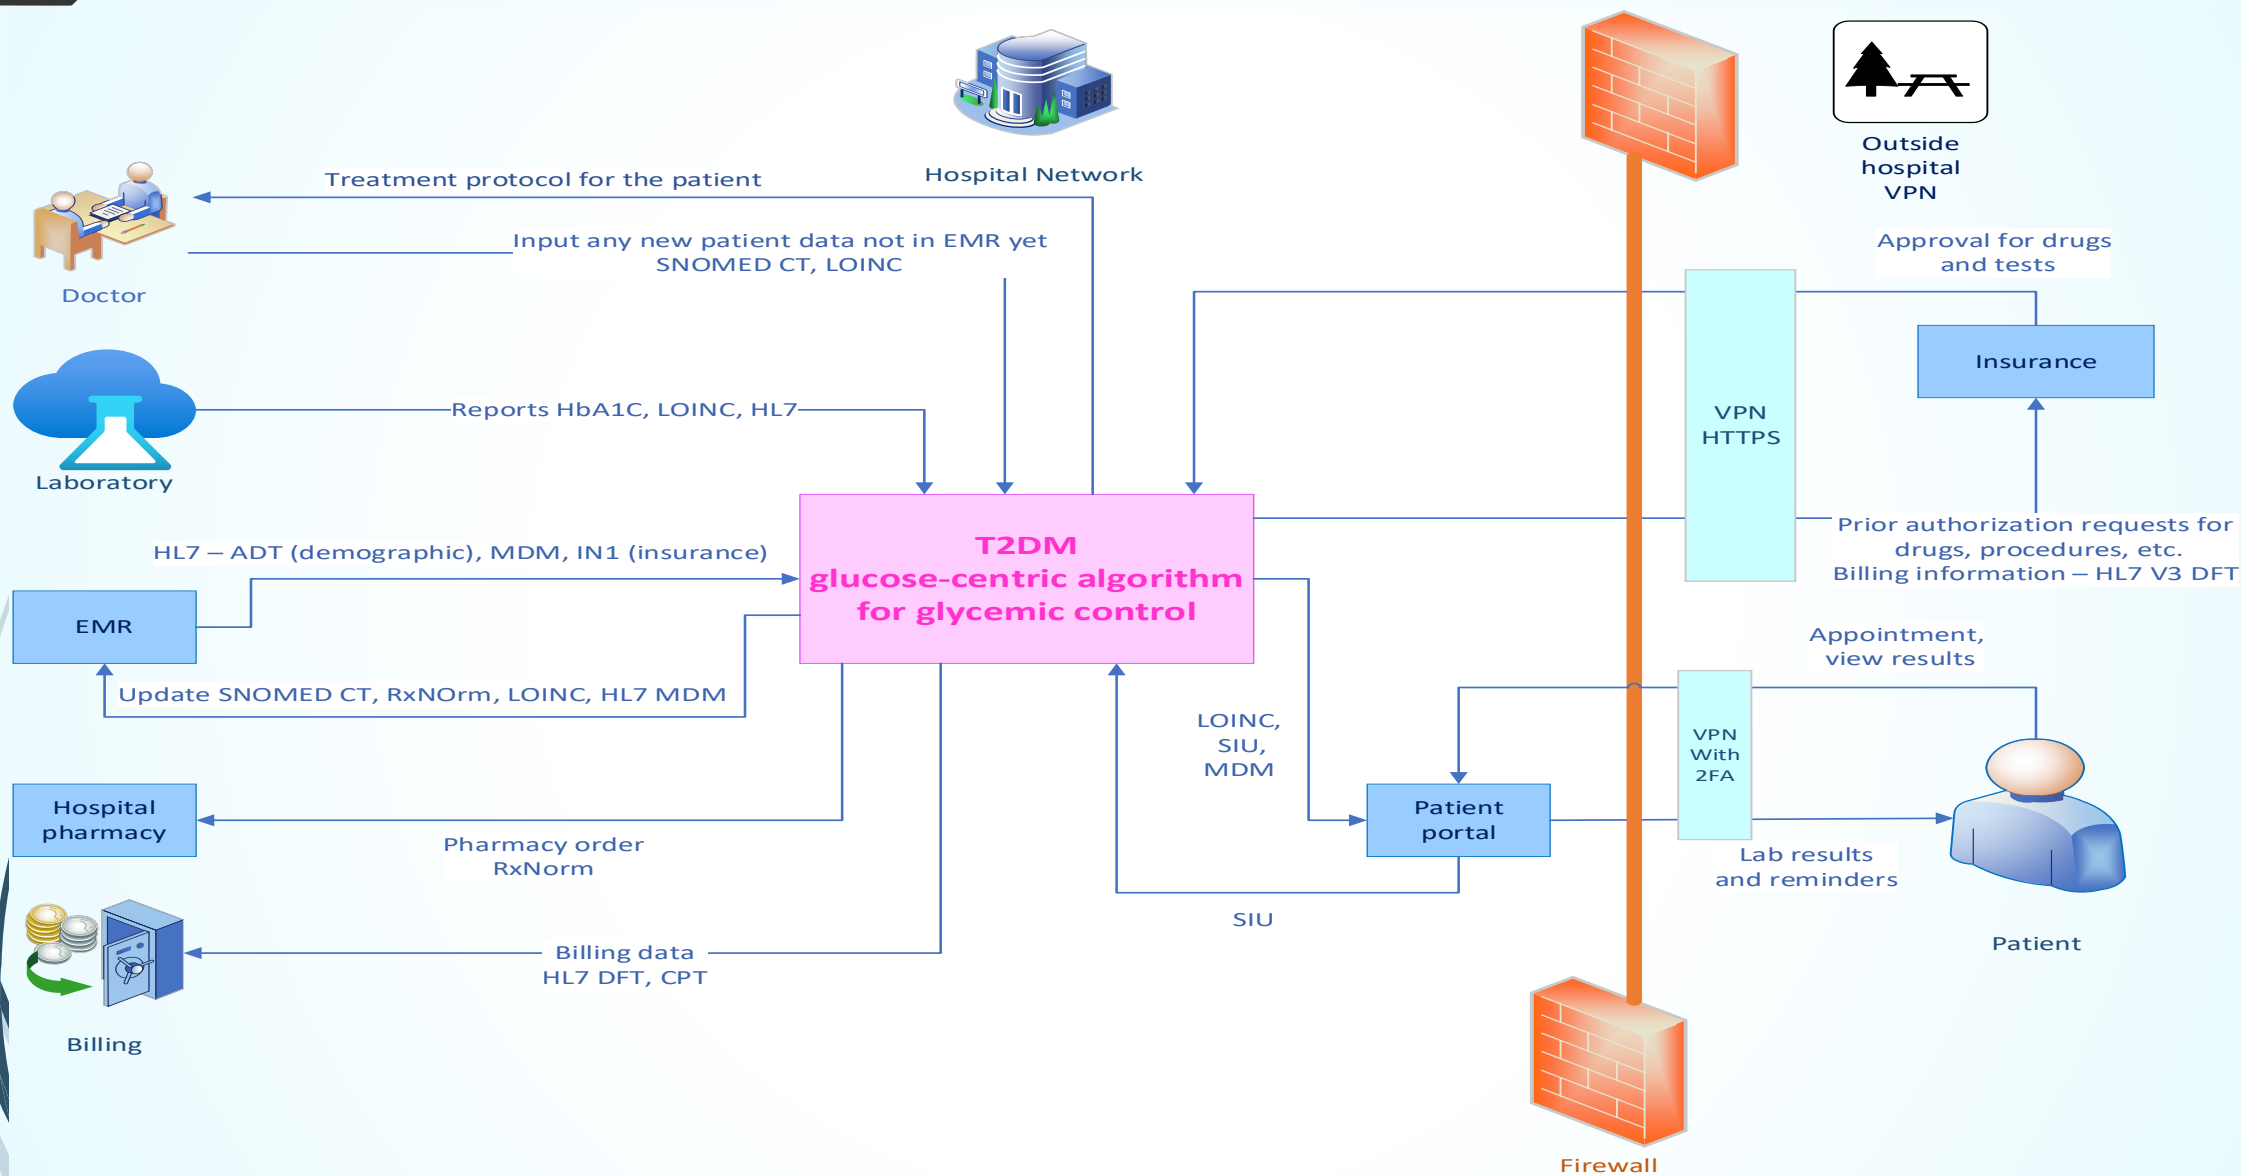 Hospital Network
Outside
hospital
VPN
Treatment protocol for the patient
Input any new patient data not in EMR yet
SNOMED CT, LOINC
Doctor
Approval for drugs
and tests
Insurance
VPN
HTTPS
Reports HbA1C, LOINC, HL7
Laboratory
T2DM
glucose-centric algorithm
for glycemic control
Prior authorization requests for
drugs, procedures, etc.
Billing information – HL7 V3 DFT
HL7 – ADT (demographic), MDM, IN1 (insurance)
EMR
Update SNOMED CT, RxNOrm, LOINC, HL7 MDM
Appointment,
view results
LOINC,
SIU,
MDM
VPN
With
2FA
Hospital
pharmacy
Pharmacy order
RxNorm
Patient
portal
Lab results
and reminders
SIU
Patient
Billing data
HL7 DFT, CPT
Billing
Firewall